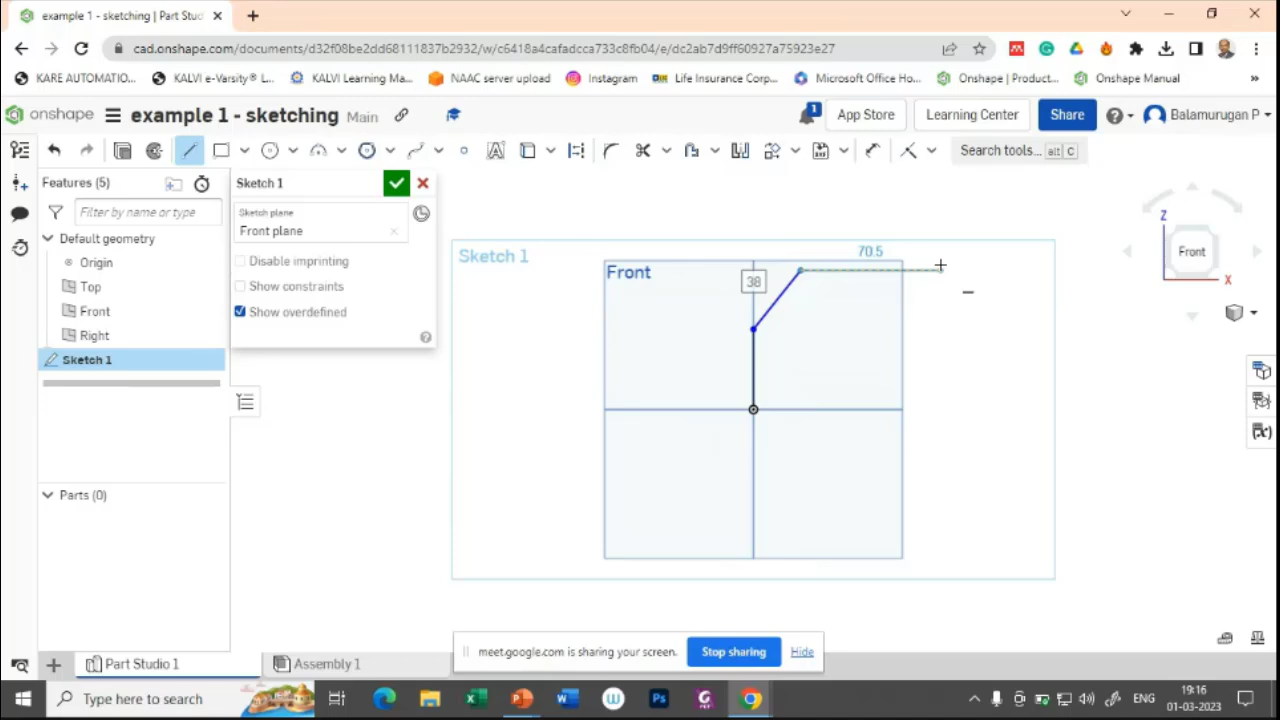 example 1 - sketching | Part Studi
cad.onshape.com/documents/d32f08be2dd68111837b2932/w/c6418a4cafadcca733c8fb04/e/dc2ab7d9ff60927a75923e27
KARE AUTOMATIO... KALVI e-Varsity® L... KALVI Learning Ma... NAAC server upload Instagram Life Insurance Corp... Microsoft Office Ho... Onshape | Product... Onshape Manual »
onshape example 1 - sketching Main 1 App Store Learning Center Share Balamurugan P
Search tools... alt C
Features (5) Sketch 1
Filter by name or type Sketch plane
Front plane
Default geometry
Origin
Top
Front
Right
Sketch 1
Disable imprinting
Show constraints
Show overdefined
Sketch 1
Front
70.5
38
Z
Front
X
Parts (0)
meet.google.com is sharing your screen. Stop sharing Hide
Part Studio 1 Assembly 1
Type here to search
ENG
19:16
01-03-2023